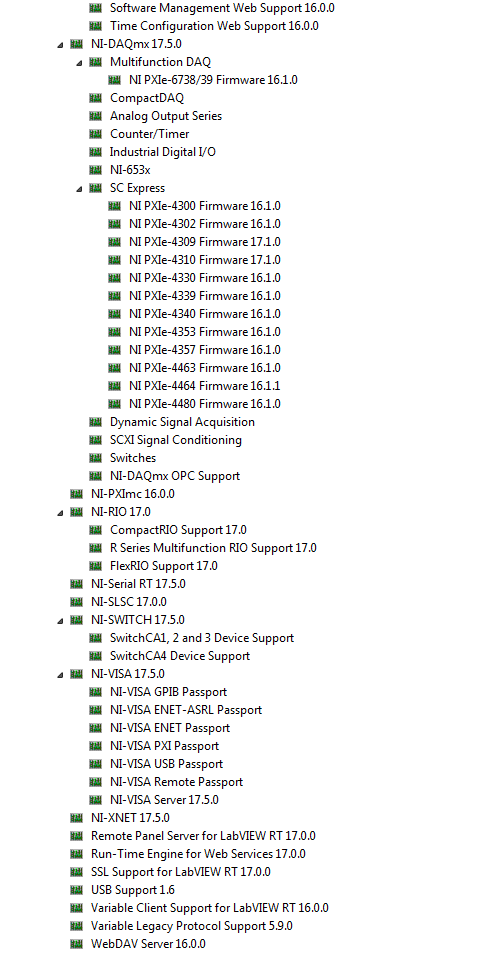 Software Management Web Support 16.0.0
Time Configuration Web Support 16.0.0
NI-DAQmx 17.5.0
Multifunction DAQ
NI PXIe-6738/39 Firmware 16.1.0
CompactDAQ
Analog Output Series
Counter/Timer
Industrial Digital I/O
NI-653x
SC Express
NI PXIe-4300 Firmware 16.1.0
NI PXIe-4302 Firmware 16.1.0
NI PXIe-4309 Firmware 17.1.0
NI PXIe-4310 Firmware 17.1.0
NI PXIe-4330 Firmware 16.1.0
NI PXIe-4339 Firmware 16.1.0
NI PXIe-4340 Firmware 16.1.0
NI PXIe-4353 Firmware 16.1.0
NI PXIe-4357 Firmware 16.1.0
NI PXIe-4463 Firmware 16.1.0
NI PXIe-4464 Firmware 16.1.1
NI PXIe-4480 Firmware 16.1.0
Dynamic Signal Acquisition
SCXI Signal Conditioning
Switches
NI-DAQmx OPC Support
NI-PXImc 16.0.0
NI-RIO 17.0
CompactRIO Support 17.0
R Series Multifunction RIO Support 17.0
FlexRIO Support 17.0
NI-Serial RT 17.5.0
NI-SLSC 17.0.0
NI-SWITCH 17.5.0
SwitchCA1, 2 and 3 Device Support
SwitchCA4 Device Support
NI-VISA 17.5.0
NI-VISA GPIB Passport
NI-VISA ENET-ASRL Passport
NI-VISA ENET Passport
NI-VISA PXI Passport
NI-VISA USB Passport
NI-VISA Remote Passport
NI-VISA Server 17.5.0
NI-XNET 17.5.0
Remote Panel Server for LabVIEW RT 17.0.0
Run-Time Engine for Web Services 17.0.0
SSL Support for LabVIEW RT 17.0.0
USB Support 1.6
Variable Client Support for LabVIEW RT 16.0.0
Variable Legacy Protocol Support 5.9.0
WebDAV Server 16.0.0